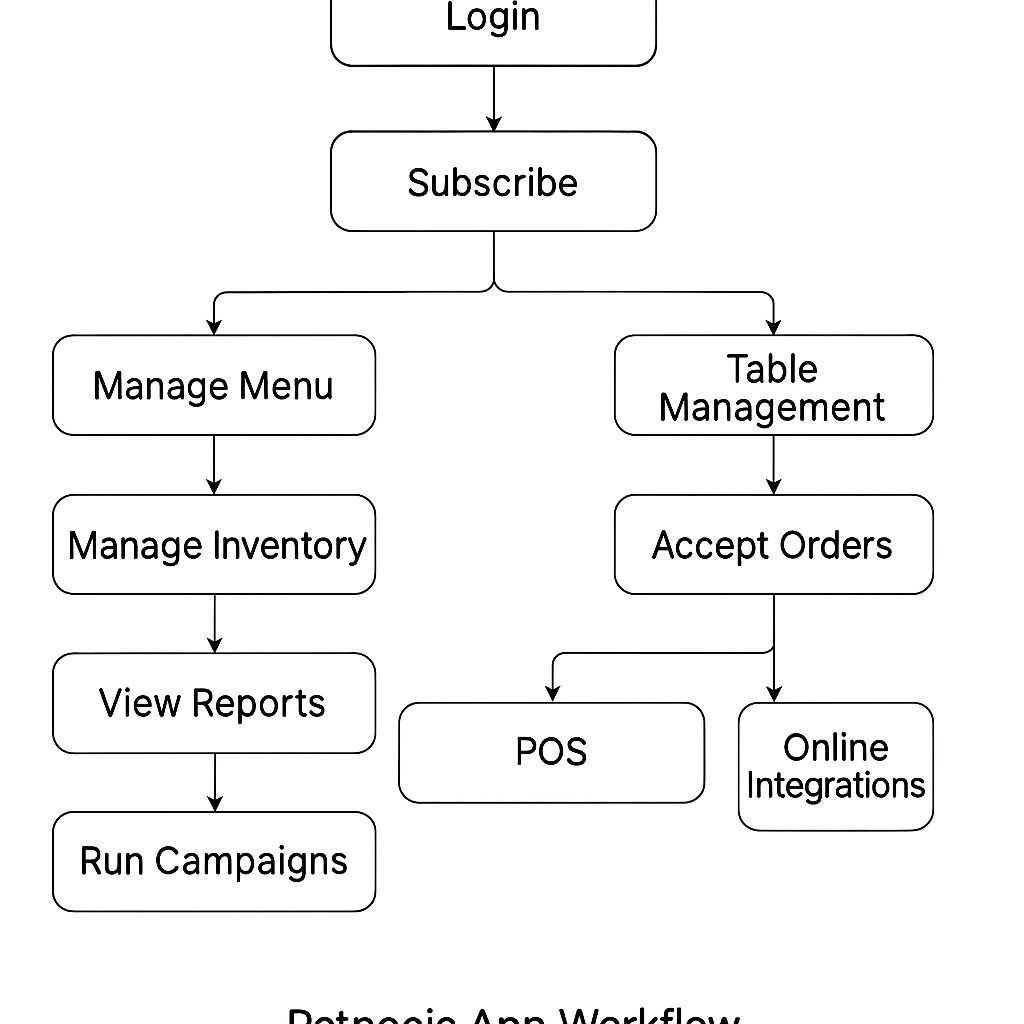 Login
Subscribe
Manage Menu
Table
Management
Manage Inventory
Accept Orders
View Reports
POS
Online
Integrations
Run Campaigns
App Workflow